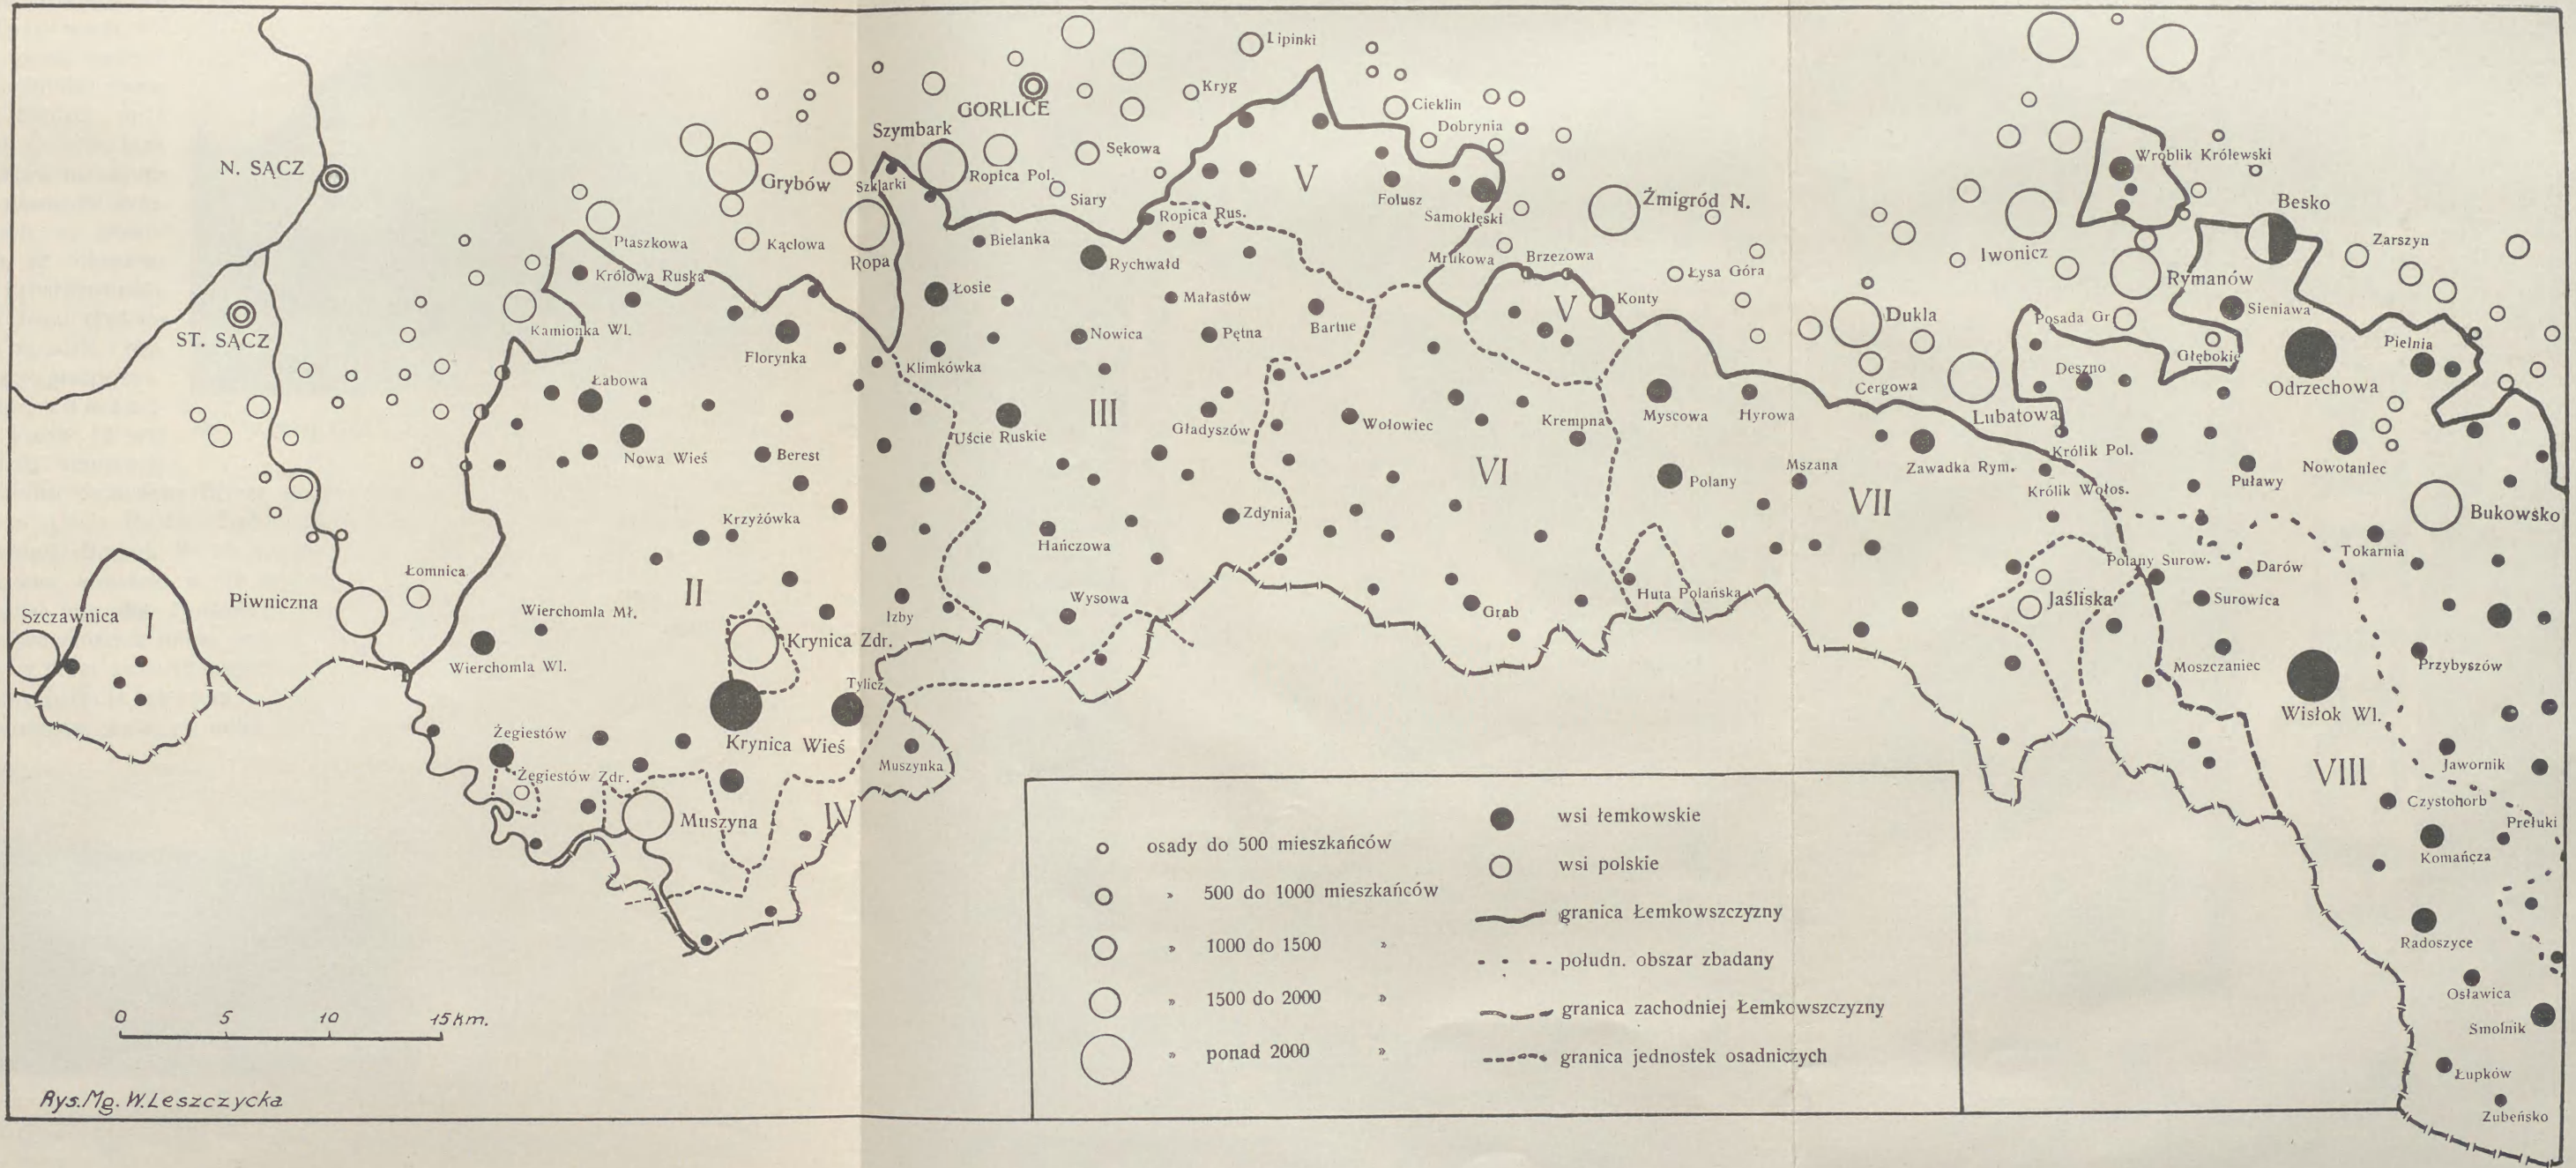 Lipinki
Kryg
GORLICE
Cieklin
Dobrynia
Szymbark
Sękowa
N. SĄCZ
Grybów
Szklarki
Ropica Pol.
Siary
V
Folusz
Samoklęski
Żmigród N.
Wróblik Królewski
Besko
Ropica Rus.
Ptaszkowa
Kącłowa
Ropa
Bielanka
Rychwałd
Mrukowa
Brzezowa
Łysa Góra
Iwonicz
Rymanów
Zarszyn
Królowa Ruska
Łosie
Małastów
V
Konty
Sieniawa
Kamionka Wl.
ST. SĄCZ
Florynka
Nowica
Pętna
Bartne
Dukla
Posada Gr.
Głębokie
Pielnia
Klimkówka
Łabowa
Cergowa
Deszno
Odrzechowa
III
Myscowa
Hyrowa
Lubatowa
Uście Ruskie
Gładyszów
Wołowiec
Krempna
Nowa Wieś
Berest
VI
Polany
Mszana
Zawadka Rym.
Królik Pol.
Królik Wołos.
Puławy
Nowotaniec
VII
Bukowsko
Krzyżówka
Zdynia
Hańczowa
Tokarnia
Polany Surow.
Darów
Łomnica
Piwniczna
II
Szczawnica
I
Wierchomla Mł.
Izby
Wysowa
Grab
Huta Polańska
Jaśliska
Surowica
Krynica Zdr.
Wierchomla Wl.
Moszczaniec
Przybyszów
Tylicz
Wisłok Wl.
Żegiestów
Krynica Wieś
Muszynka
Żegiestów Zdr.
VIII
Jawornik
Muszyna
IV
Czystohorb
Prełuki
Komańcza
Radoszyce
Osławica
Smolnik
Łupków
Zubeńsko
osady do 500 mieszkańców
» 500 do 1000 mieszkańców
» 1000 do 1500 »
» 1500 do 2000 »
» ponad 2000 »
wsi łemkowskie
wsi polskie
granica Łemkowszczyzny
połudn. obszar zbadany
granica zachodniej Łemkowszczyzny
granica jednostek osadniczych
0 5 10 15 km.
Rys. Mg. W. Leszczycka